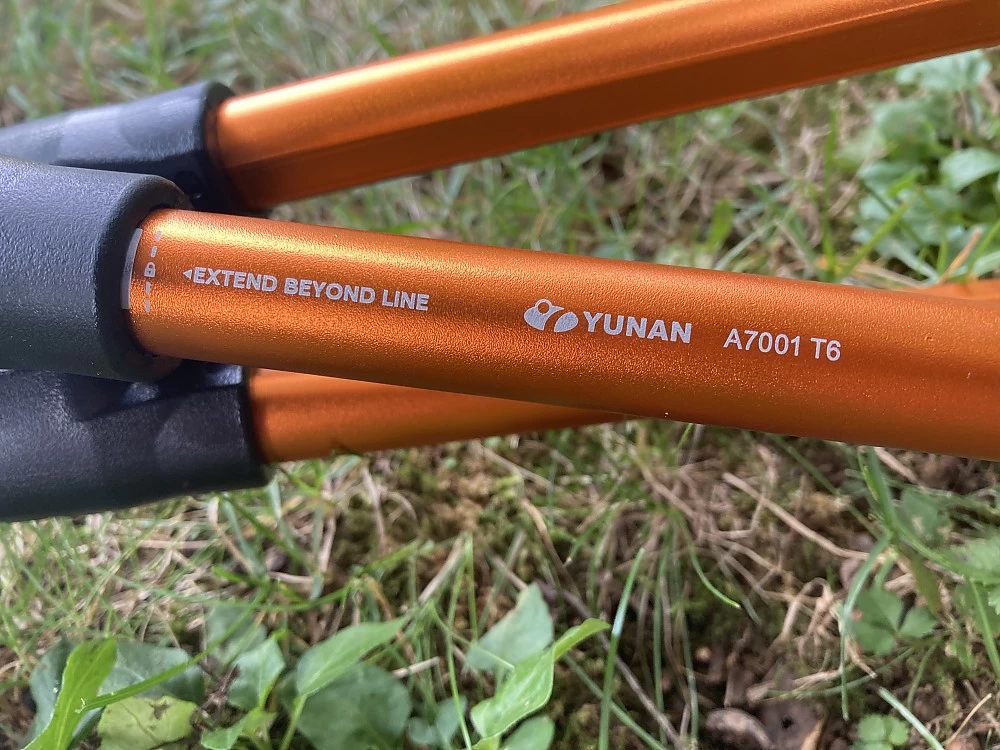 ◄EXTEND BEYOND LINE
YUNAN A7001 T6